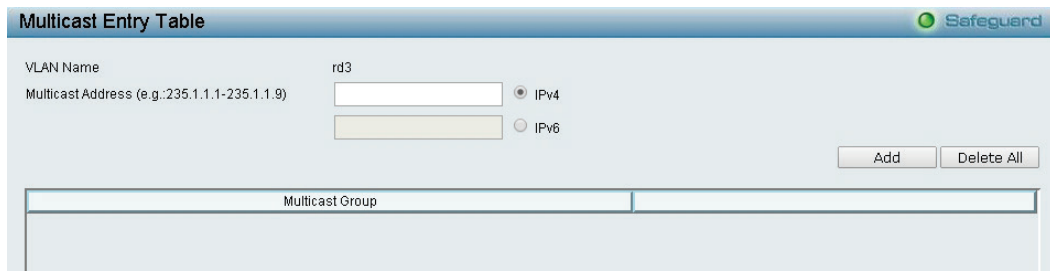 Multicast Entry Table
Safeguard
VLAN Name rd3
Multicast Address (e.g.:235.1.1.1-235.1.1.9) IPv4
IPv6
Add Delete All
Multicast Group